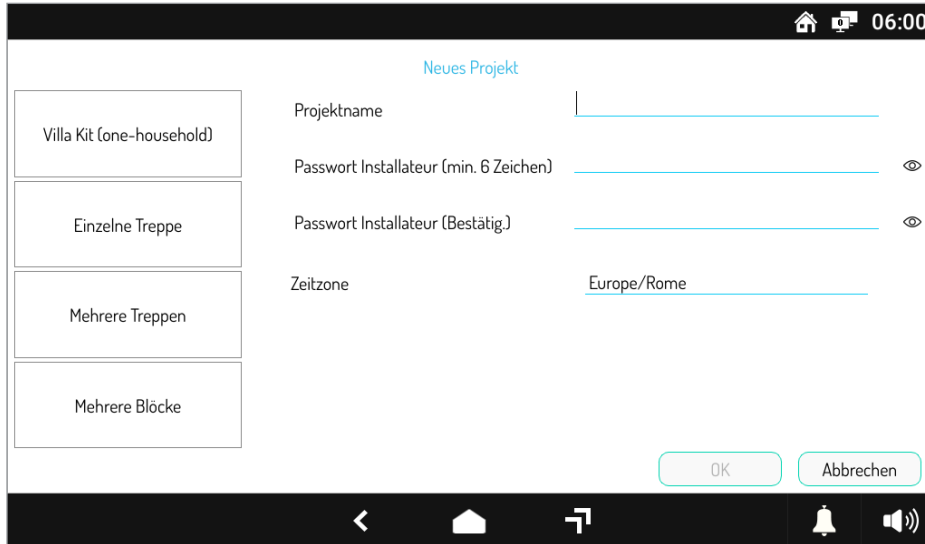 06:00
Neues Projekt
Villa Kit (one-household)
Einzelne Treppe
Mehrere Treppen
Mehrere Blöcke
Projektname
Passwort Installateur (min. 6 Zeichen)
Passwort Installateur (Bestätig.)
Zeitzone Europe/Rome
OK Abbrechen